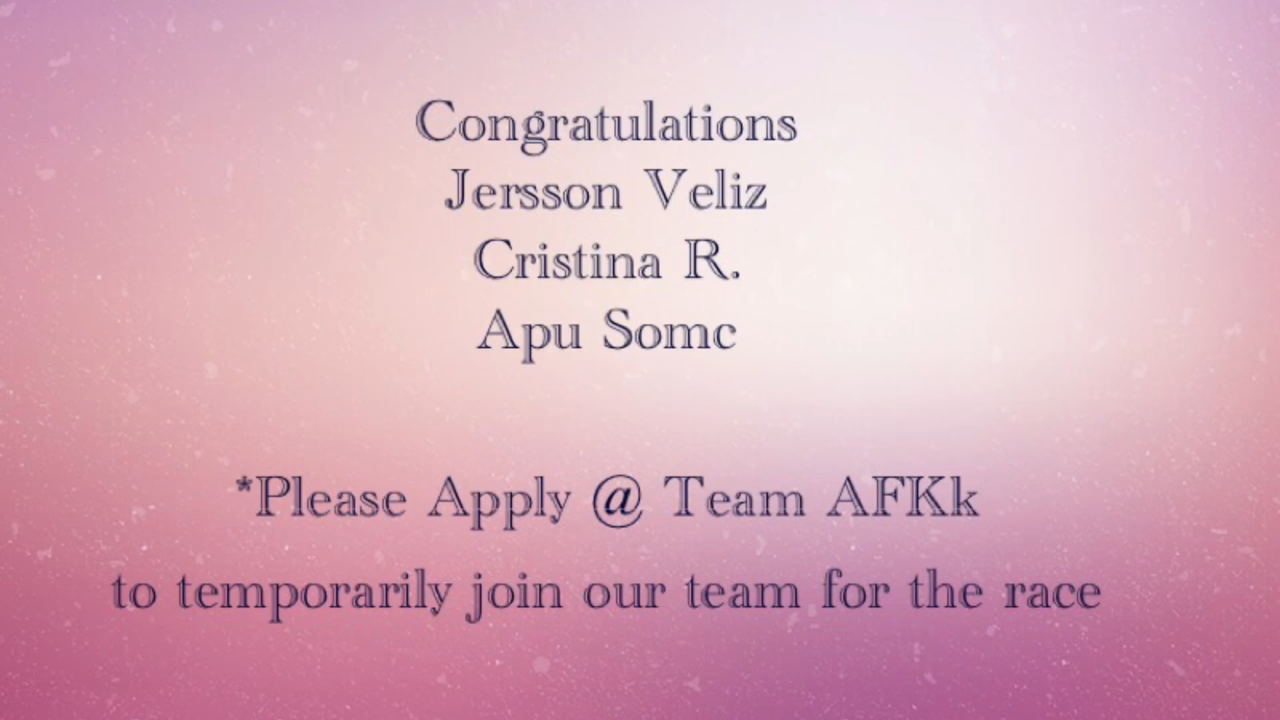 Congratulations
Jersson Veliz
Cristina R.
Apu Somc
*Please Apply @ Team AFKk
to temporarily join our team for the race